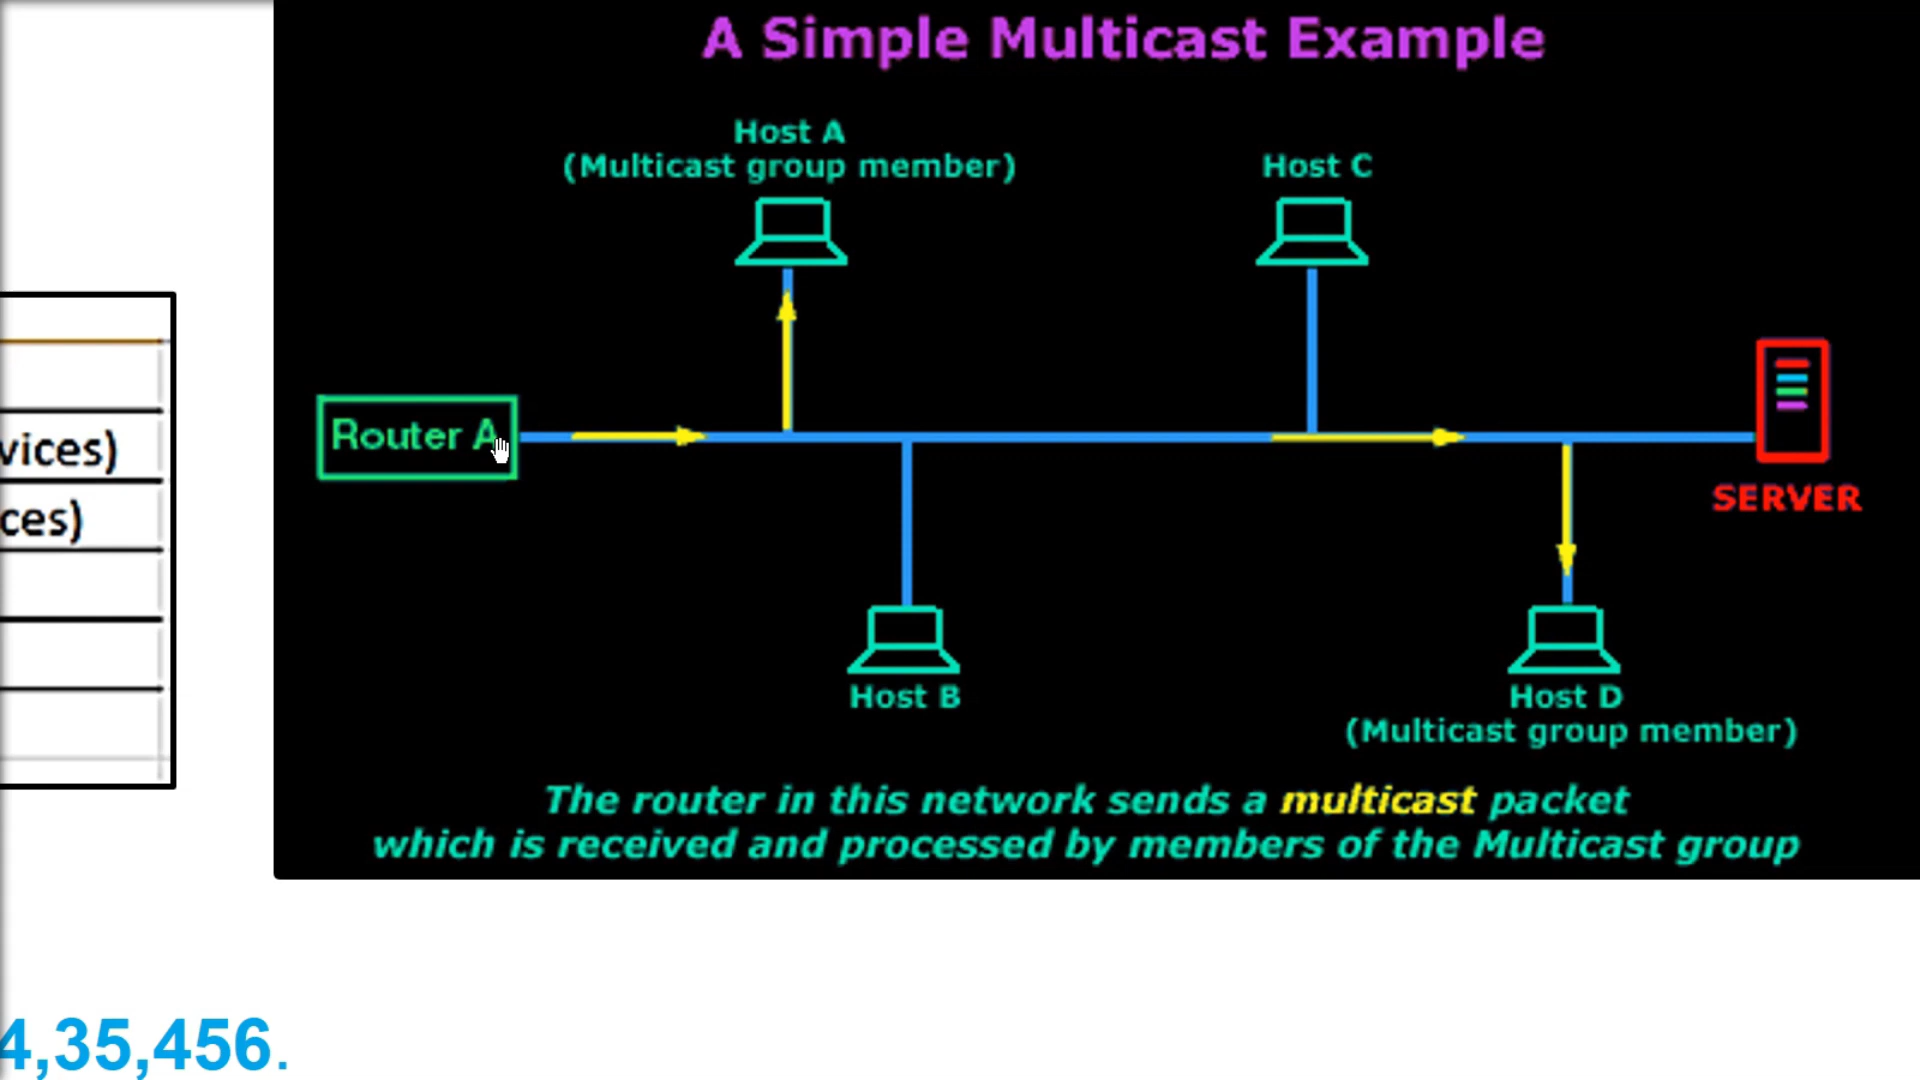 A Simple Multicast Example
Host A
(Multicast group member)
Host C
vices)
Router A
ces)
SERVER
Host B
Host D
(Multicast group member)
The router in this network sends a multicast packet
which is received and processed by members of the Multicast group
4,35,456.